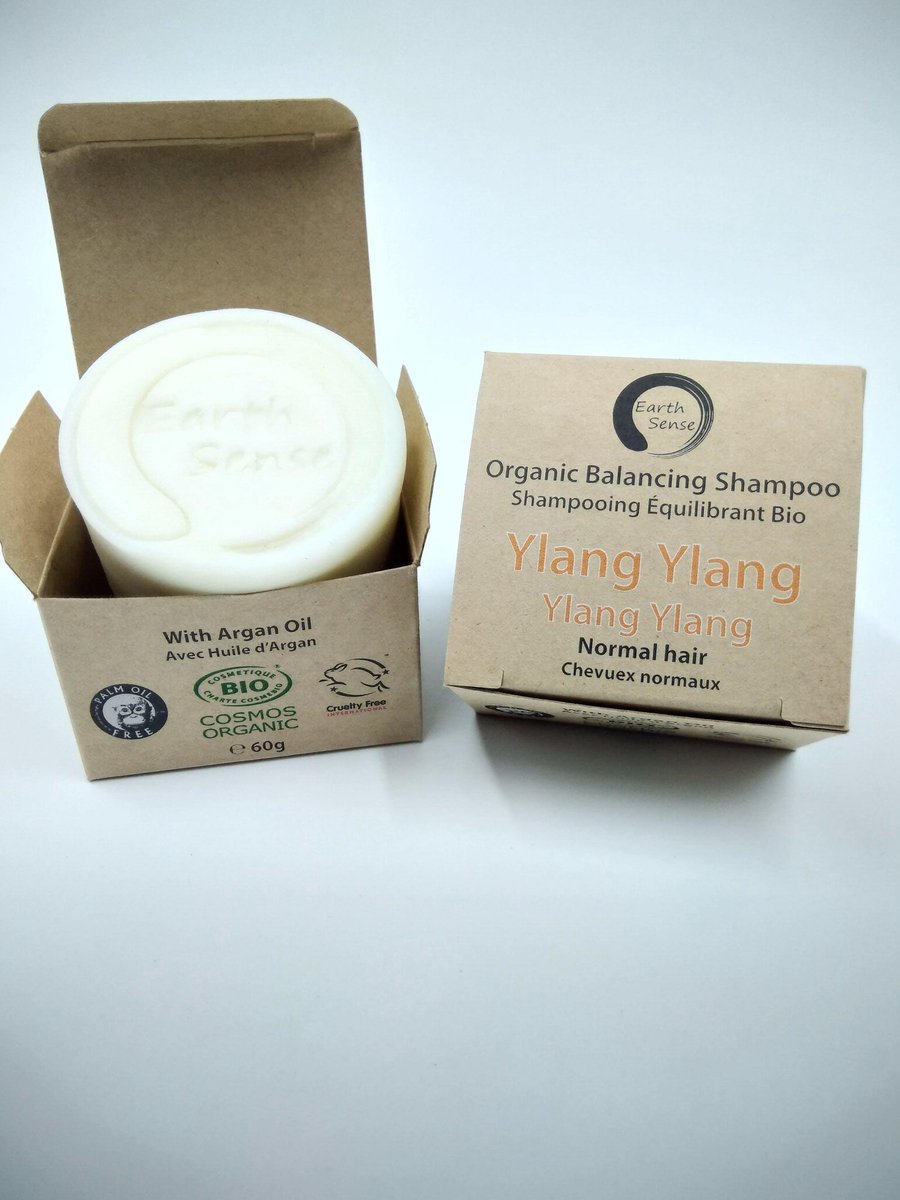 Earth
Sense
With Argan Oil
Avec Huile d'Argan
PALM OIL
FREE
COSMETIQUE
BIO
CHARTE COSMEBIO
COSMOS
ORGANIC
Cruelty Free
INTERNATIONAL
℮ 60g
Earth
Sense
Organic Balancing Shampoo
Shampooing Équilibrant Bio
Ylang Ylang
Ylang Ylang
Normal hair
Chevuex normaux